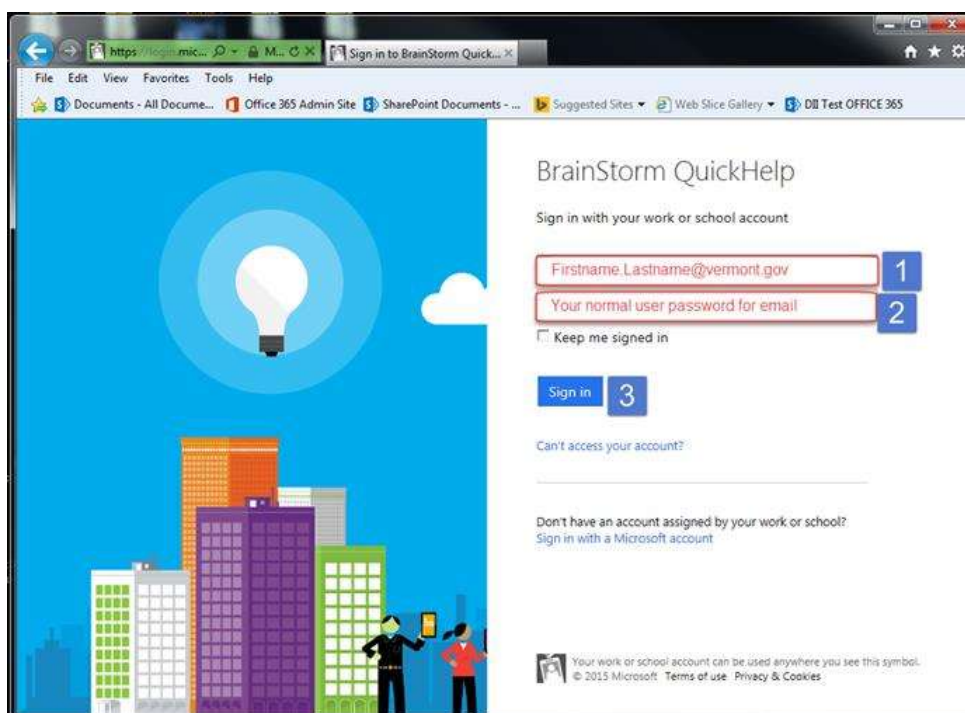 https://login.mic... M...
Sign in to BrainStorm Quick...
File Edit View Favorites Tools Help
Documents - All Docume... Office 365 Admin Site SharePoint Documents - ... Suggested Sites Web Slice Gallery DII Test OFFICE 365
BrainStorm QuickHelp
Sign in with your work or school account
Firstname.Lastname@vermont.gov 1
Your normal user password for email 2
Keep me signed in
Sign in 3
Can't access your account?
Don't have an account assigned by your work or school?
Sign in with a Microsoft account
Your work or school account can be used anywhere you see this symbol.
© 2015 Microsoft Terms of use Privacy & Cookies